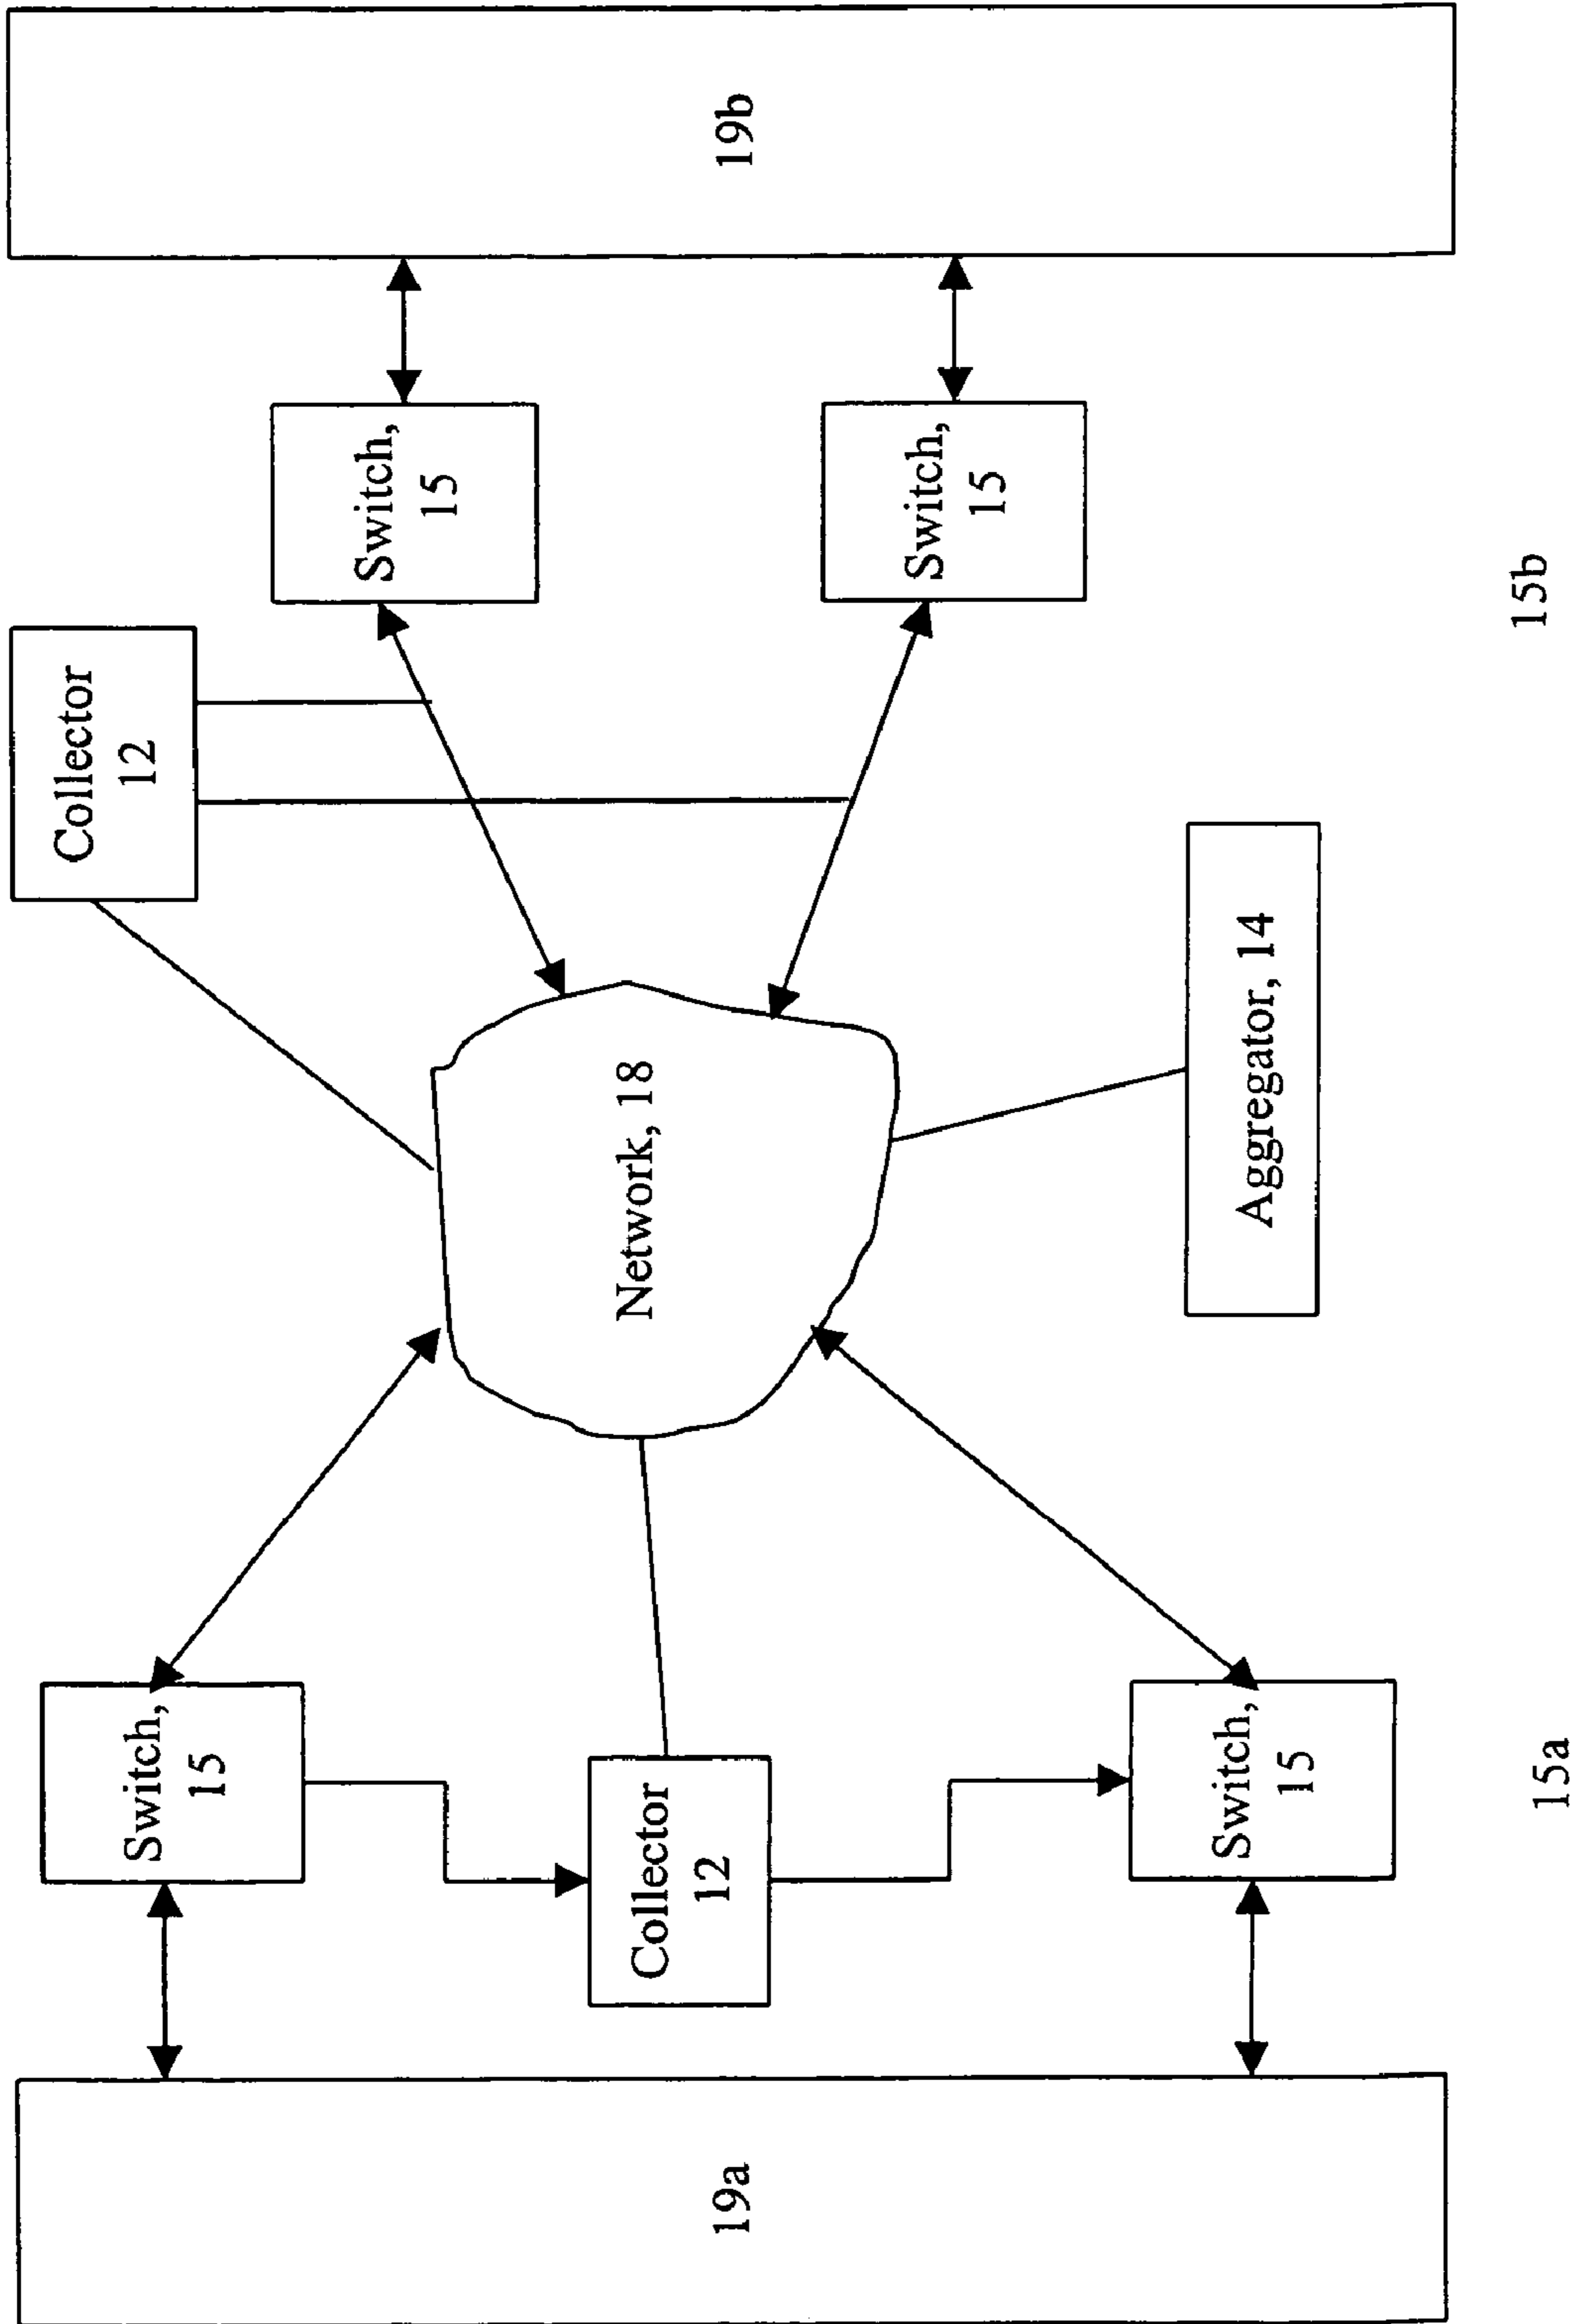 Switch,
15
Collector
12
Switch,
15
19a
Network, 18
19b
Collector
12
Switch,
15
Switch,
15
Aggregator, 14
15a
15b